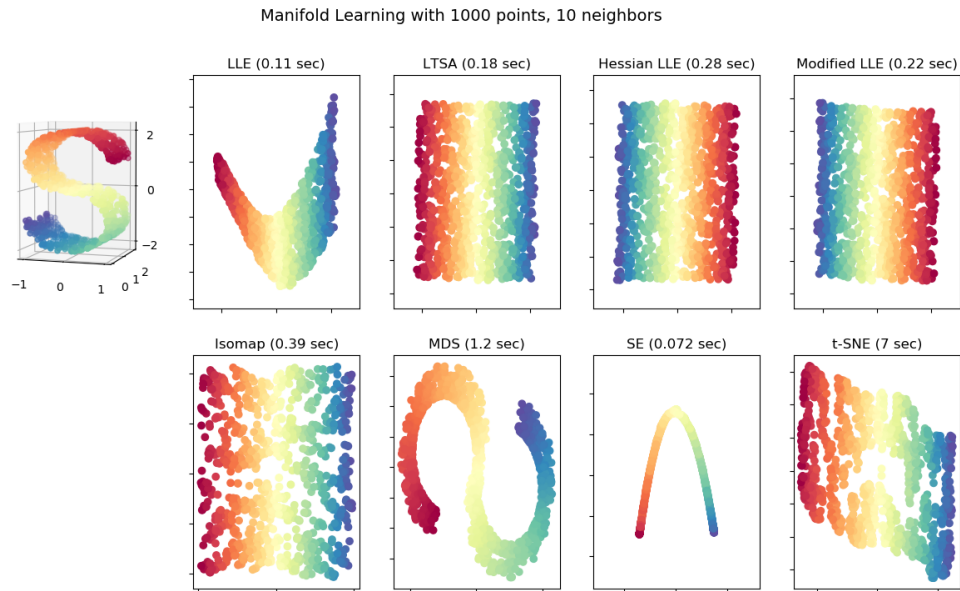 Manifold Learning with 1000 points, 10 neighbors
LLE (0.11 sec)
LTSA (0.18 sec)
Hessian LLE (0.28 sec)
Modified LLE (0.22 sec)
2
0
−2
−1
0
1
0
1
2
Isomap (0.39 sec)
MDS (1.2 sec)
SE (0.072 sec)
t-SNE (7 sec)